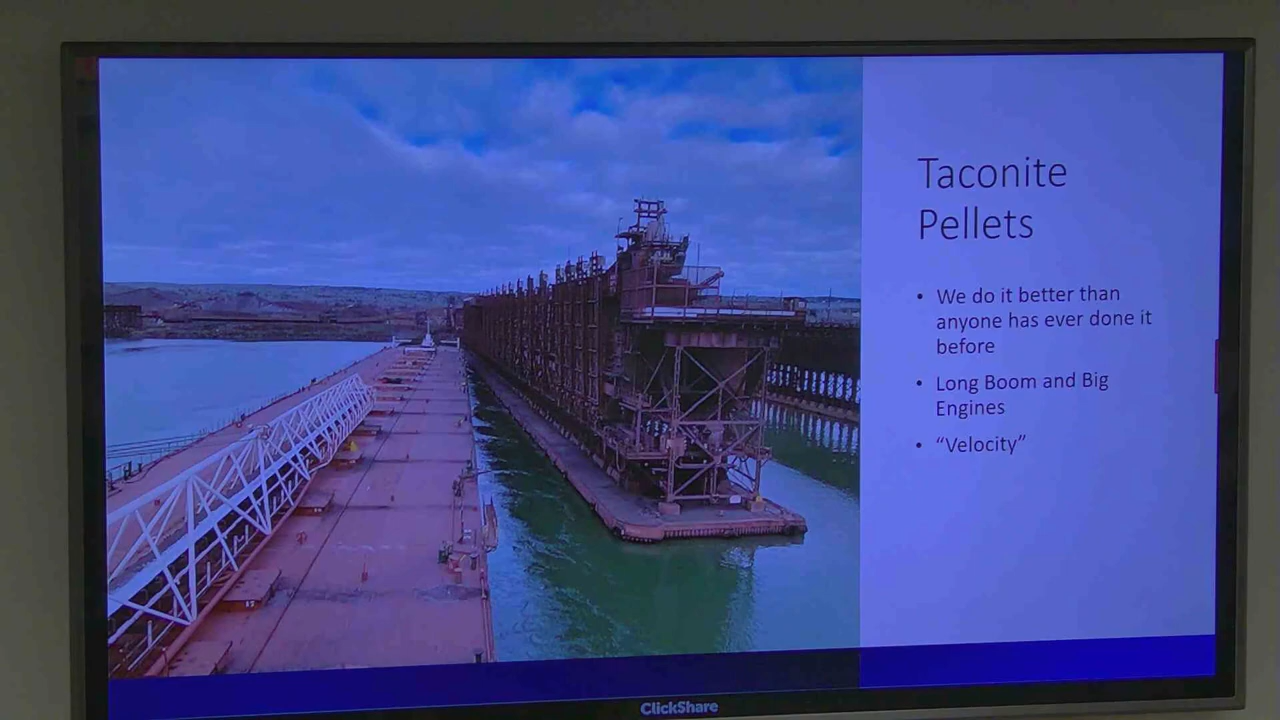 Taconite
Pellets
• We do it better than
anyone has ever done it
before
• Long Boom and Big
Engines
• “Velocity”
ClickShare